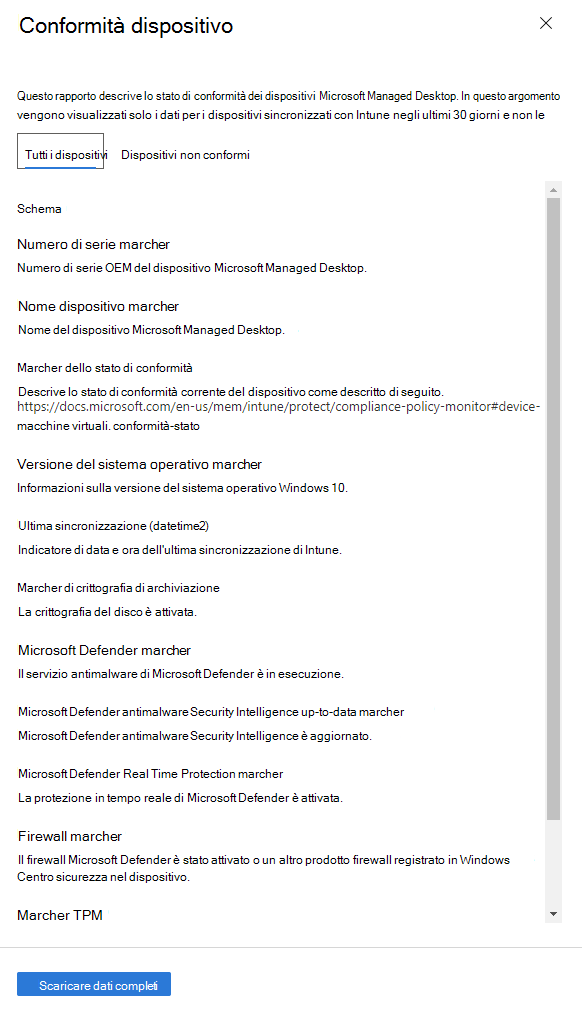 Conformità dispositivo
Questo rapporto descrive lo stato di conformità dei dispositivi Microsoft Managed Desktop. In questo argomento
vengono visualizzati solo i dati per i dispositivi sincronizzati con Intune negli ultimi 30 giorni e non le
Tutti i dispositivi Dispositivi non conformi
Schema
Numero di serie marcher
Numero di serie OEM del dispositivo Microsoft Managed Desktop.
Nome dispositivo marcher
Nome del dispositivo Microsoft Managed Desktop.
Marcher dello stato di conformità
Descrive lo stato di conformità corrente del dispositivo come descritto di seguito.
https://docs.microsoft.com/en-us/mem/intune/protect/compliance-policy-monitor#device-
macchine virtuali. conformità-stato
Versione del sistema operativo marcher
Informazioni sulla versione del sistema operativo Windows 10.
Ultima sincronizzazione (datetime2)
Indicatore di data e ora dell'ultima sincronizzazione di Intune.
Marcher di crittografia di archiviazione
La crittografia del disco è attivata.
Microsoft Defender marcher
Il servizio antimalware di Microsoft Defender è in esecuzione.
Microsoft Defender antimalware Security Intelligence up-to-data marcher
Microsoft Defender antimalware Security Intelligence è aggiornato.
Microsoft Defender Real Time Protection marcher
La protezione in tempo reale di Microsoft Defender è attivata.
Firewall marcher
Il firewall Microsoft Defender è stato attivato o un altro prodotto firewall registrato in Windows
Centro sicurezza nel dispositivo.
Marcher TPM
Scaricare dati completi